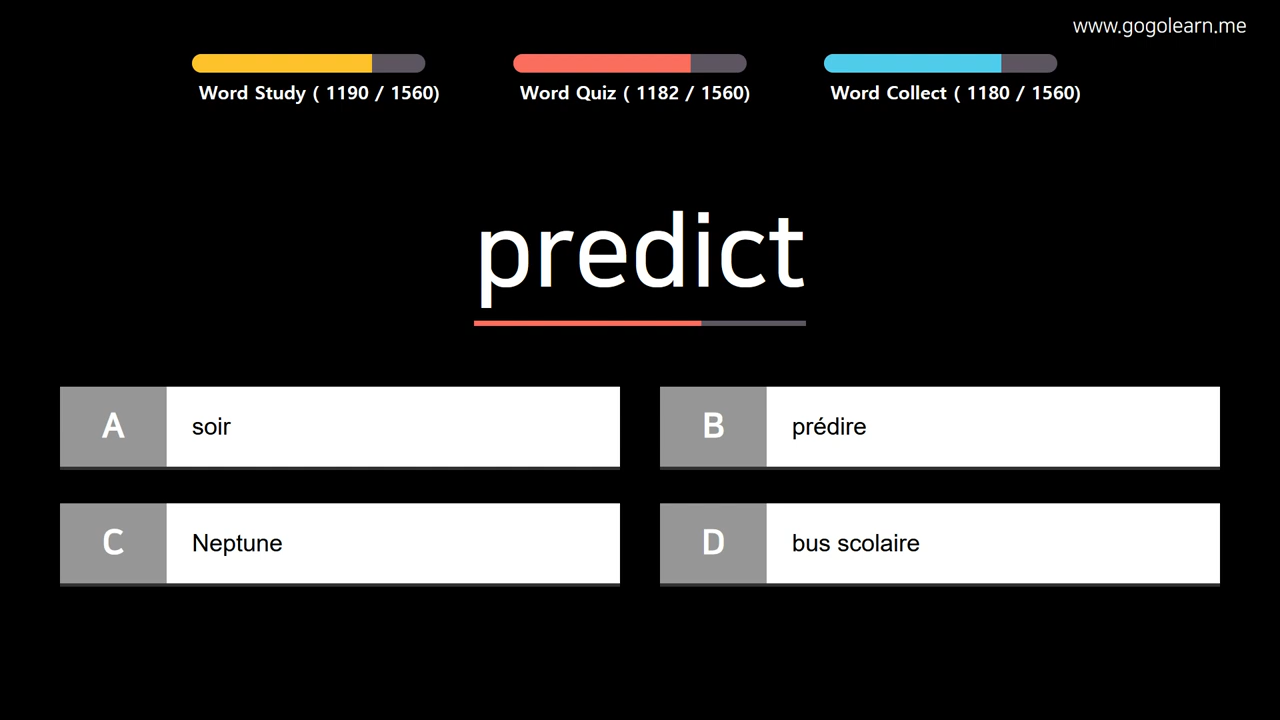 www.gogolearn.me
Word Study ( 1190 / 1560)
Word Quiz ( 1182 / 1560)
Word Collect ( 1180 / 1560)
predict
A soir
B prédire
C Neptune
D bus scolaire